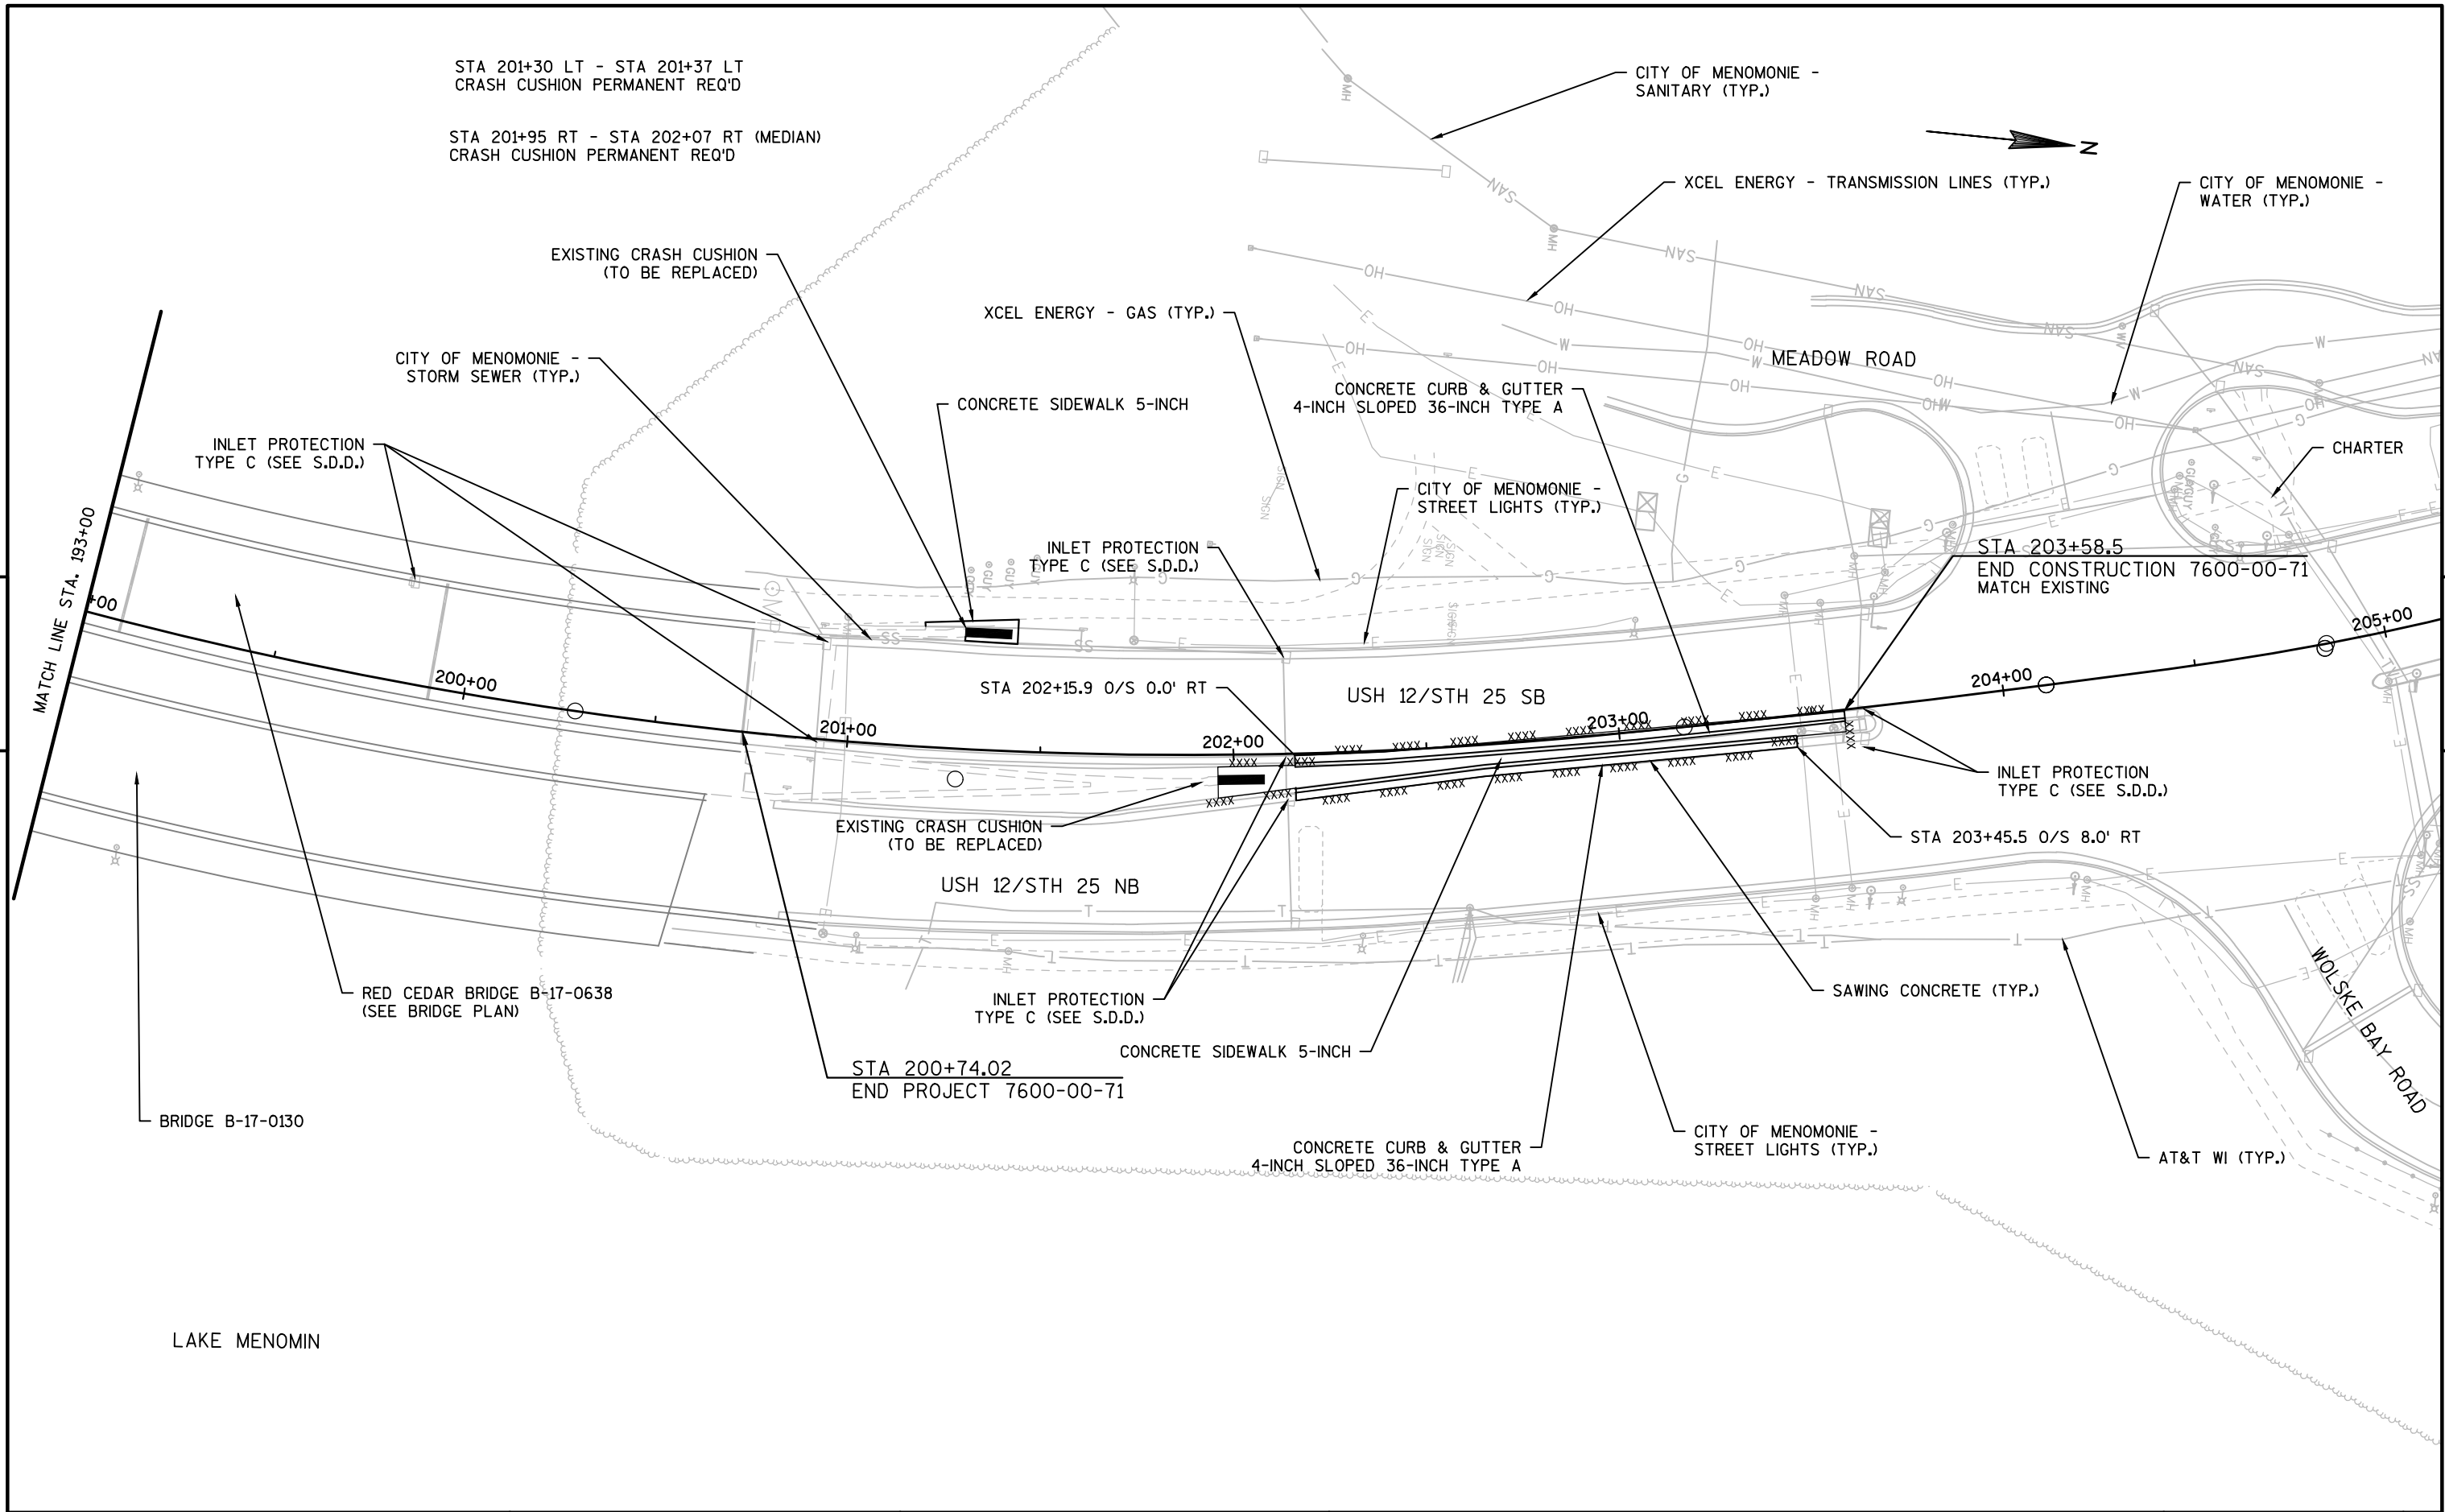 STA 201+30 LT - STA 201+37 LT
CRASH CUSHION PERMANENT REQ'D
STA 201+95 RT - STA 202+07 RT (MEDIAN)
CRASH CUSHION PERMANENT REQ'D
CITY OF MENOMONIE -
SANITARY (TYP.)
N
XCEL ENERGY - TRANSMISSION LINES (TYP.)
CITY OF MENOMONIE -
WATER (TYP.)
EXISTING CRASH CUSHION
(TO BE REPLACED)
XCEL ENERGY - GAS (TYP.)
CITY OF MENOMONIE -
STORM SEWER (TYP.)
MEADOW ROAD
CONCRETE SIDEWALK 5-INCH
CONCRETE CURB & GUTTER
4-INCH SLOPED 36-INCH TYPE A
INLET PROTECTION
TYPE C (SEE S.D.D.)
CHARTER
CITY OF MENOMONIE -
STREET LIGHTS (TYP.)
INLET PROTECTION
TYPE C (SEE S.D.D.)
STA 203+58.5
END CONSTRUCTION 7600-00-71
MATCH EXISTING
MATCH LINE STA. 193+00
+00
200+00
201+00
202+00
203+00
204+00
205+00
STA 202+15.9 O/S 0.0' RT
USH 12/STH 25 SB
INLET PROTECTION
TYPE C (SEE S.D.D.)
EXISTING CRASH CUSHION
(TO BE REPLACED)
STA 203+45.5 O/S 8.0' RT
USH 12/STH 25 NB
RED CEDAR BRIDGE B-17-0638
(SEE BRIDGE PLAN)
INLET PROTECTION
TYPE C (SEE S.D.D.)
SAWING CONCRETE (TYP.)
WOLSKE BAY ROAD
CONCRETE SIDEWALK 5-INCH
STA 200+74.02
END PROJECT 7600-00-71
BRIDGE B-17-0130
CONCRETE CURB & GUTTER
4-INCH SLOPED 36-INCH TYPE A
CITY OF MENOMONIE -
STREET LIGHTS (TYP.)
AT&T WI (TYP.)
LAKE MENOMIN